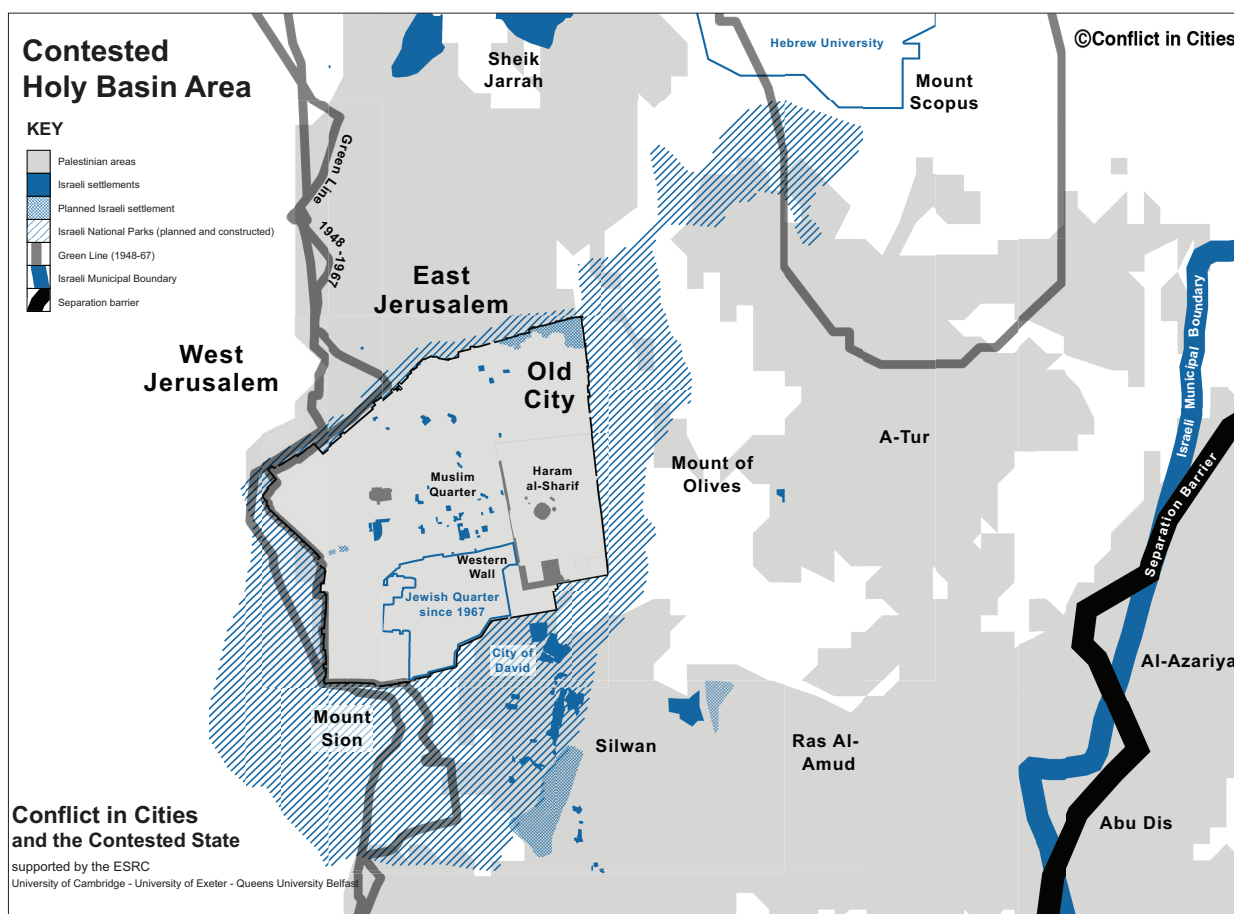 Contested
Holy Basin Area
KEY
Palestinian areas
Israeli settlements
Planned Israeli settlement
Israeli National Parks (planned and constructed)
Green Line (1948-67)
Israeli Municipal Boundary
Separation barrier
©Conflict in Cities
Hebrew University
Mount
Scopus
Sheik
Jarrah
Green Line
1948 -1967
East
Jerusalem
West
Jerusalem
Old
City
Muslim
Quarter
Haram
al-Sharif
Mount of
Olives
A-Tur
Israeli Municipal Boundary
Separation Barrier
Western
Wall
Jewish Quarter
since 1967
City of
David
Mount
Sion
Silwan
Ras Al-
Amud
Al-Azariya
Abu Dis
Conflict in Cities
and the Contested State
supported by the ESRC
University of Cambridge - University of Exeter - Queens University Belfast